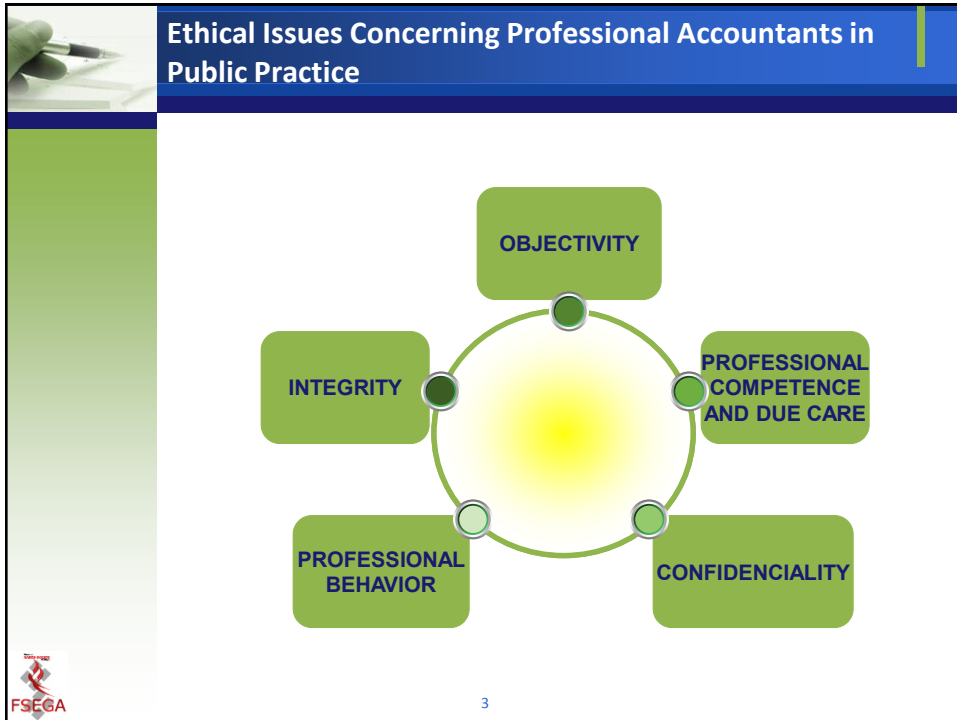 Ethical Issues Concerning Professional Accountants in
Public Practice
OBJECTIVITY
INTEGRITY
PROFESSIONAL
COMPETENCE
AND DUE CARE
PROFESSIONAL
BEHAVIOR
CONFIDENCIALITY
FSEGA
3